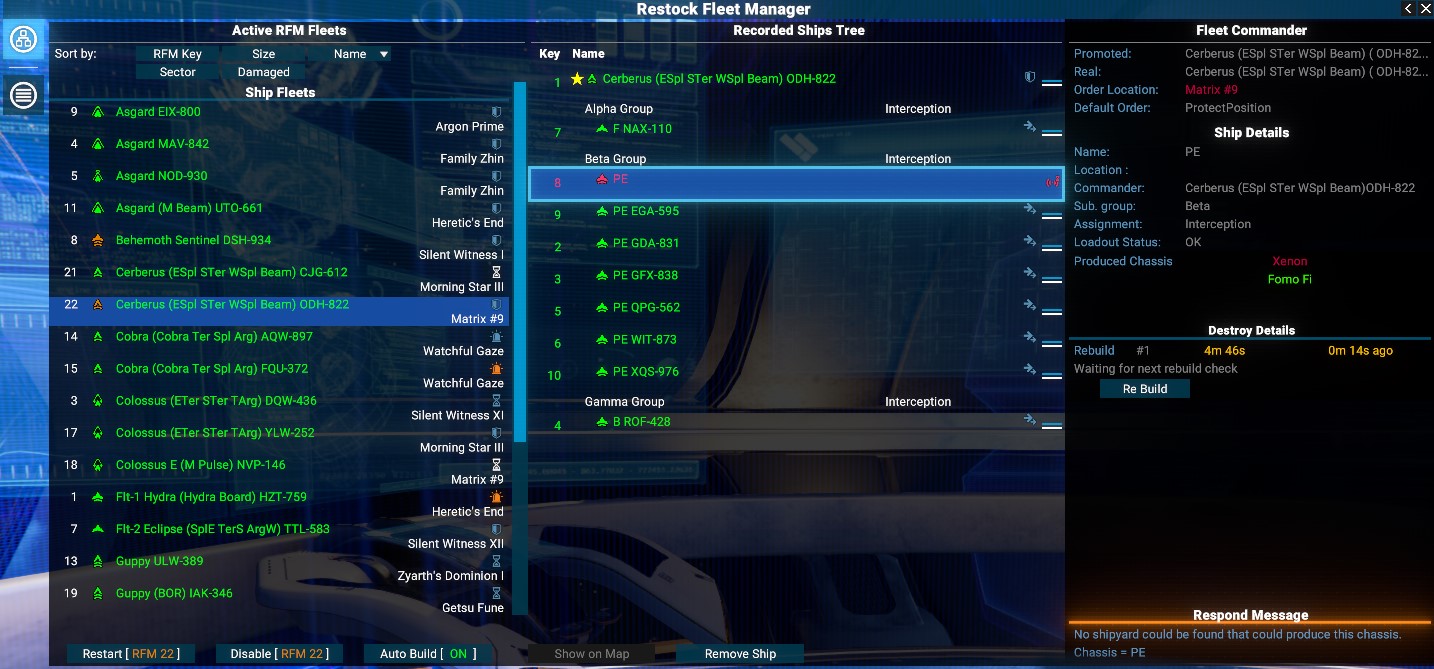 Restock Fleet Manager
Active RFM Fleets
Sort by: RFM Key Size Name
Sector Damaged
Ship Fleets
9 Asgard EIX-800
Argon Prime
4 Asgard MAV-842
Family Zhin
5 Asgard NOD-930
Family Zhin
11 Asgard (M Beam) UTO-661
Heretic's End
8 Behemoth Sentinel DSH-934
Silent Witness I
21 Cerberus (ESpl STer WSpl Beam) CJG-612
Morning Star III
22 Cerberus (ESpl STer WSpl Beam) ODH-822
Matrix #9
14 Cobra (Cobra Ter Spl Arg) AQW-897
Watchful Gaze
15 Cobra (Cobra Ter Spl Arg) FQU-372
Watchful Gaze
3 Colossus (ETer STer TArg) DQW-436
Silent Witness XI
17 Colossus (ETer STer TArg) YLW-252
Morning Star III
18 Colossus E (M Pulse) NVP-146
Matrix #9
1 Flt-1 Hydra (Hydra Board) HZT-759
Heretic's End
7 Flt-2 Eclipse (SplE TerS ArgW) TTL-583
Silent Witness XII
13 Guppy ULW-389
Zyarth's Dominion I
19 Guppy (BOR) IAK-346
Getsu Fune
Restart [ RFM 22 ] Disable [ RFM 22 ] Auto Build [ ON ]
Recorded Ships Tree
Key Name
1 Cerberus (ESpl STer WSpl Beam) ODH-822
Alpha Group Interception
7 F NAX-110
Beta Group Interception
8 PE
9 PE EGA-595
2 PE GDA-831
3 PE GFX-838
5 PE QPG-562
6 PE WIT-873
10 PE XQS-976
Gamma Group Interception
4 B ROF-428
Show on Map Remove Ship
Fleet Commander
Promoted: Cerberus (ESpl STer WSpl Beam) ( ODH-82...
Real: Cerberus (ESpl STer WSpl Beam) ( ODH-82...
Order Location: Matrix #9
Default Order: ProtectPosition
Ship Details
Name: PE
Location :
Commander: Cerberus (ESpl STer WSpl Beam)ODH-822
Sub. group: Beta
Assignment: Interception
Loadout Status: OK
Produced Chassis Xenon
Fomo Fi
Destroy Details
Rebuild #1 4m 46s 0m 14s ago
Waiting for next rebuild check
Re Build
Respond Message
No shipyard could be found that could produce this chassis.
Chassis = PE